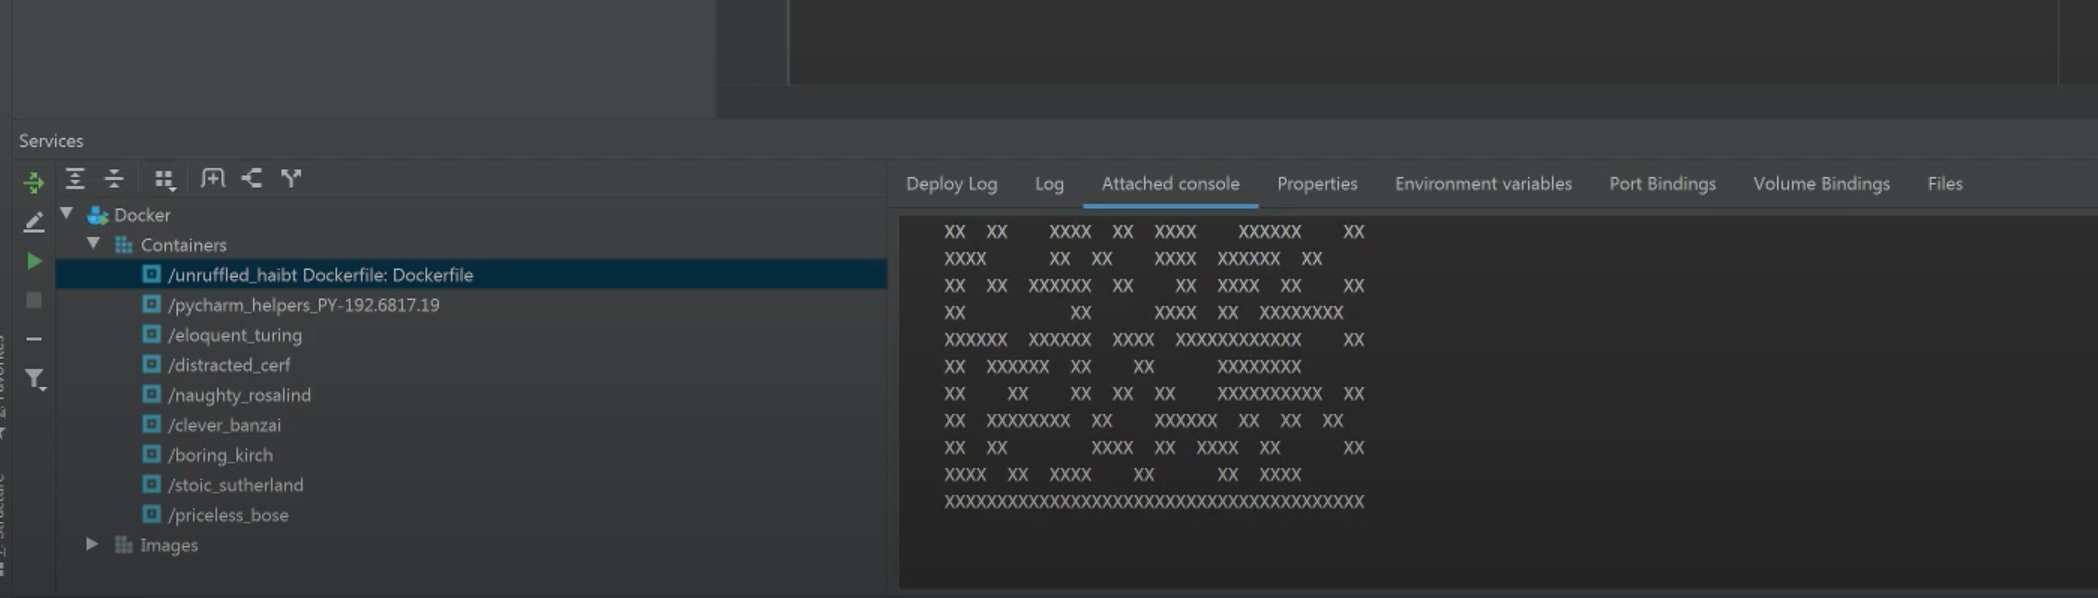 Services
Deploy Log Log Attached console Properties Environment variables Port Bindings Volume Bindings Files
Docker
Containers
/unruffled_haibt Dockerfile: Dockerfile
/pycharm_helpers_PY-192.6817.19
/eloquent_turing
/distracted_cerf
/naughty_rosalind
/clever_banzai
/boring_kirch
/stoic_sutherland
/priceless_bose
Images
XX  XX    XXXX  XX  XXXX    XXXXXX    XX
XXXX      XX  XX    XXXX  XXXXXX  XX
XX  XX  XXXXXX  XX    XX  XXXX  XX    XX
XX          XX      XXXX  XX  XXXXXXXX
XXXXXX  XXXXXX  XXXX  XXXXXXXXXXXX    XX
XX  XXXXXX  XX    XX      XXXXXXXX
XX    XX    XX  XX  XX    XXXXXXXXXX  XX
XX  XXXXXXXX  XX    XXXXXX  XX  XX  XX
XX  XX        XXXX  XX  XXXX  XX      XX
XXXX  XX  XXXX    XX      XX  XXXX
XXXXXXXXXXXXXXXXXXXXXXXXXXXXXXXXXXXXXXXX
2: Favorites
Z: Structure